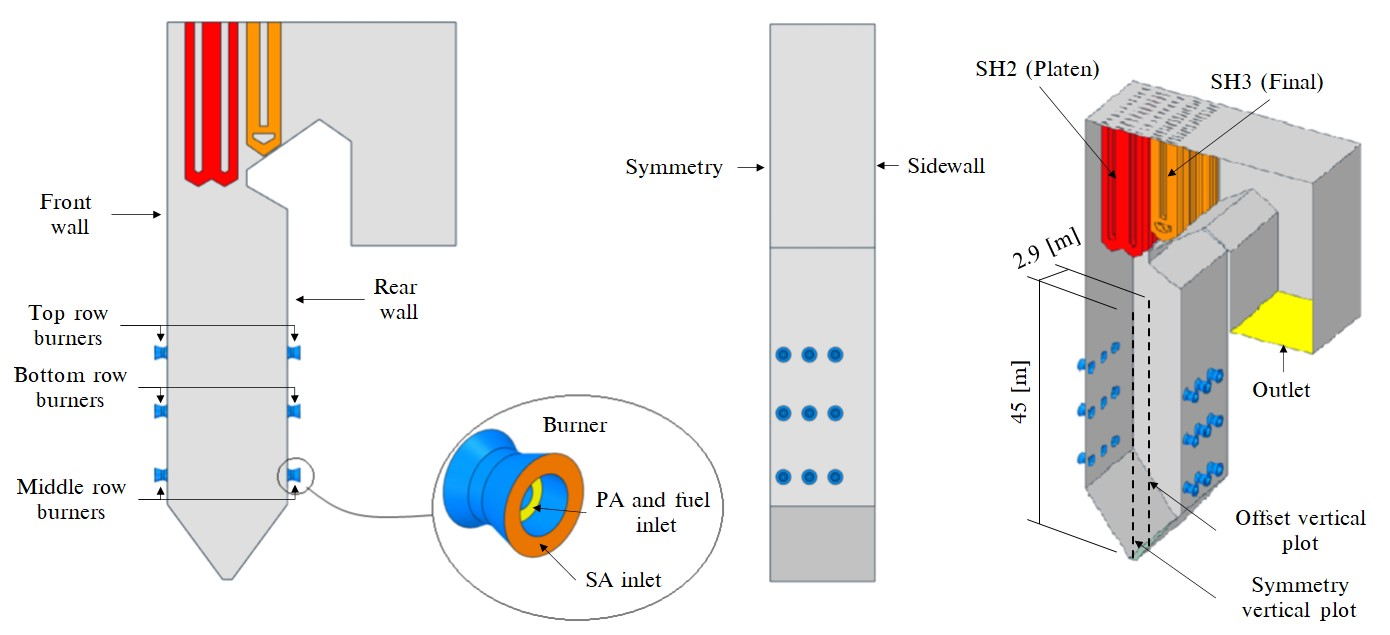 Front
wall
Top row
burners
Bottom row
burners
Middle row
burners
Rear
wall
Burner
PA and fuel
inlet
SA inlet
Symmetry
Sidewall
SH2 (Platen)
SH3 (Final)
2.9 [m]
45 [m]
Outlet
Offset vertical
plot
Symmetry
vertical plot